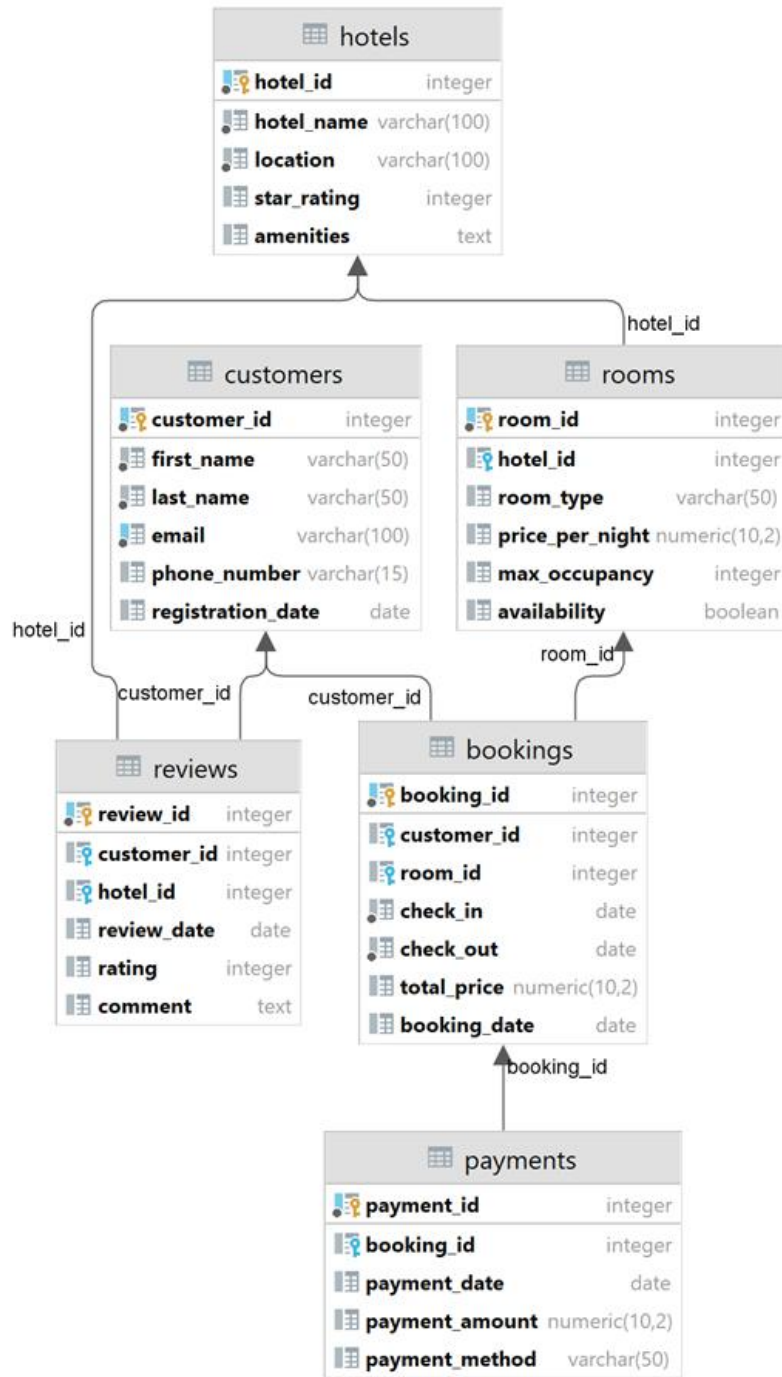 hotels
hotel_id integer
hotel_name varchar(100)
location varchar(100)
star_rating integer
amenities text
hotel_id
customers
customer_id integer
first_name varchar(50)
last_name varchar(50)
email varchar(100)
phone_number varchar(15)
registration_date date
rooms
room_id integer
hotel_id integer
room_type varchar(50)
price_per_night numeric(10,2)
max_occupancy integer
availability boolean
hotel_id
customer_id
customer_id
room_id
reviews
review_id integer
customer_id integer
hotel_id integer
review_date date
rating integer
comment text
bookings
booking_id integer
customer_id integer
room_id integer
check_in date
check_out date
total_price numeric(10,2)
booking_date date
booking_id
payments
payment_id integer
booking_id integer
payment_date date
payment_amount numeric(10,2)
payment_method varchar(50)